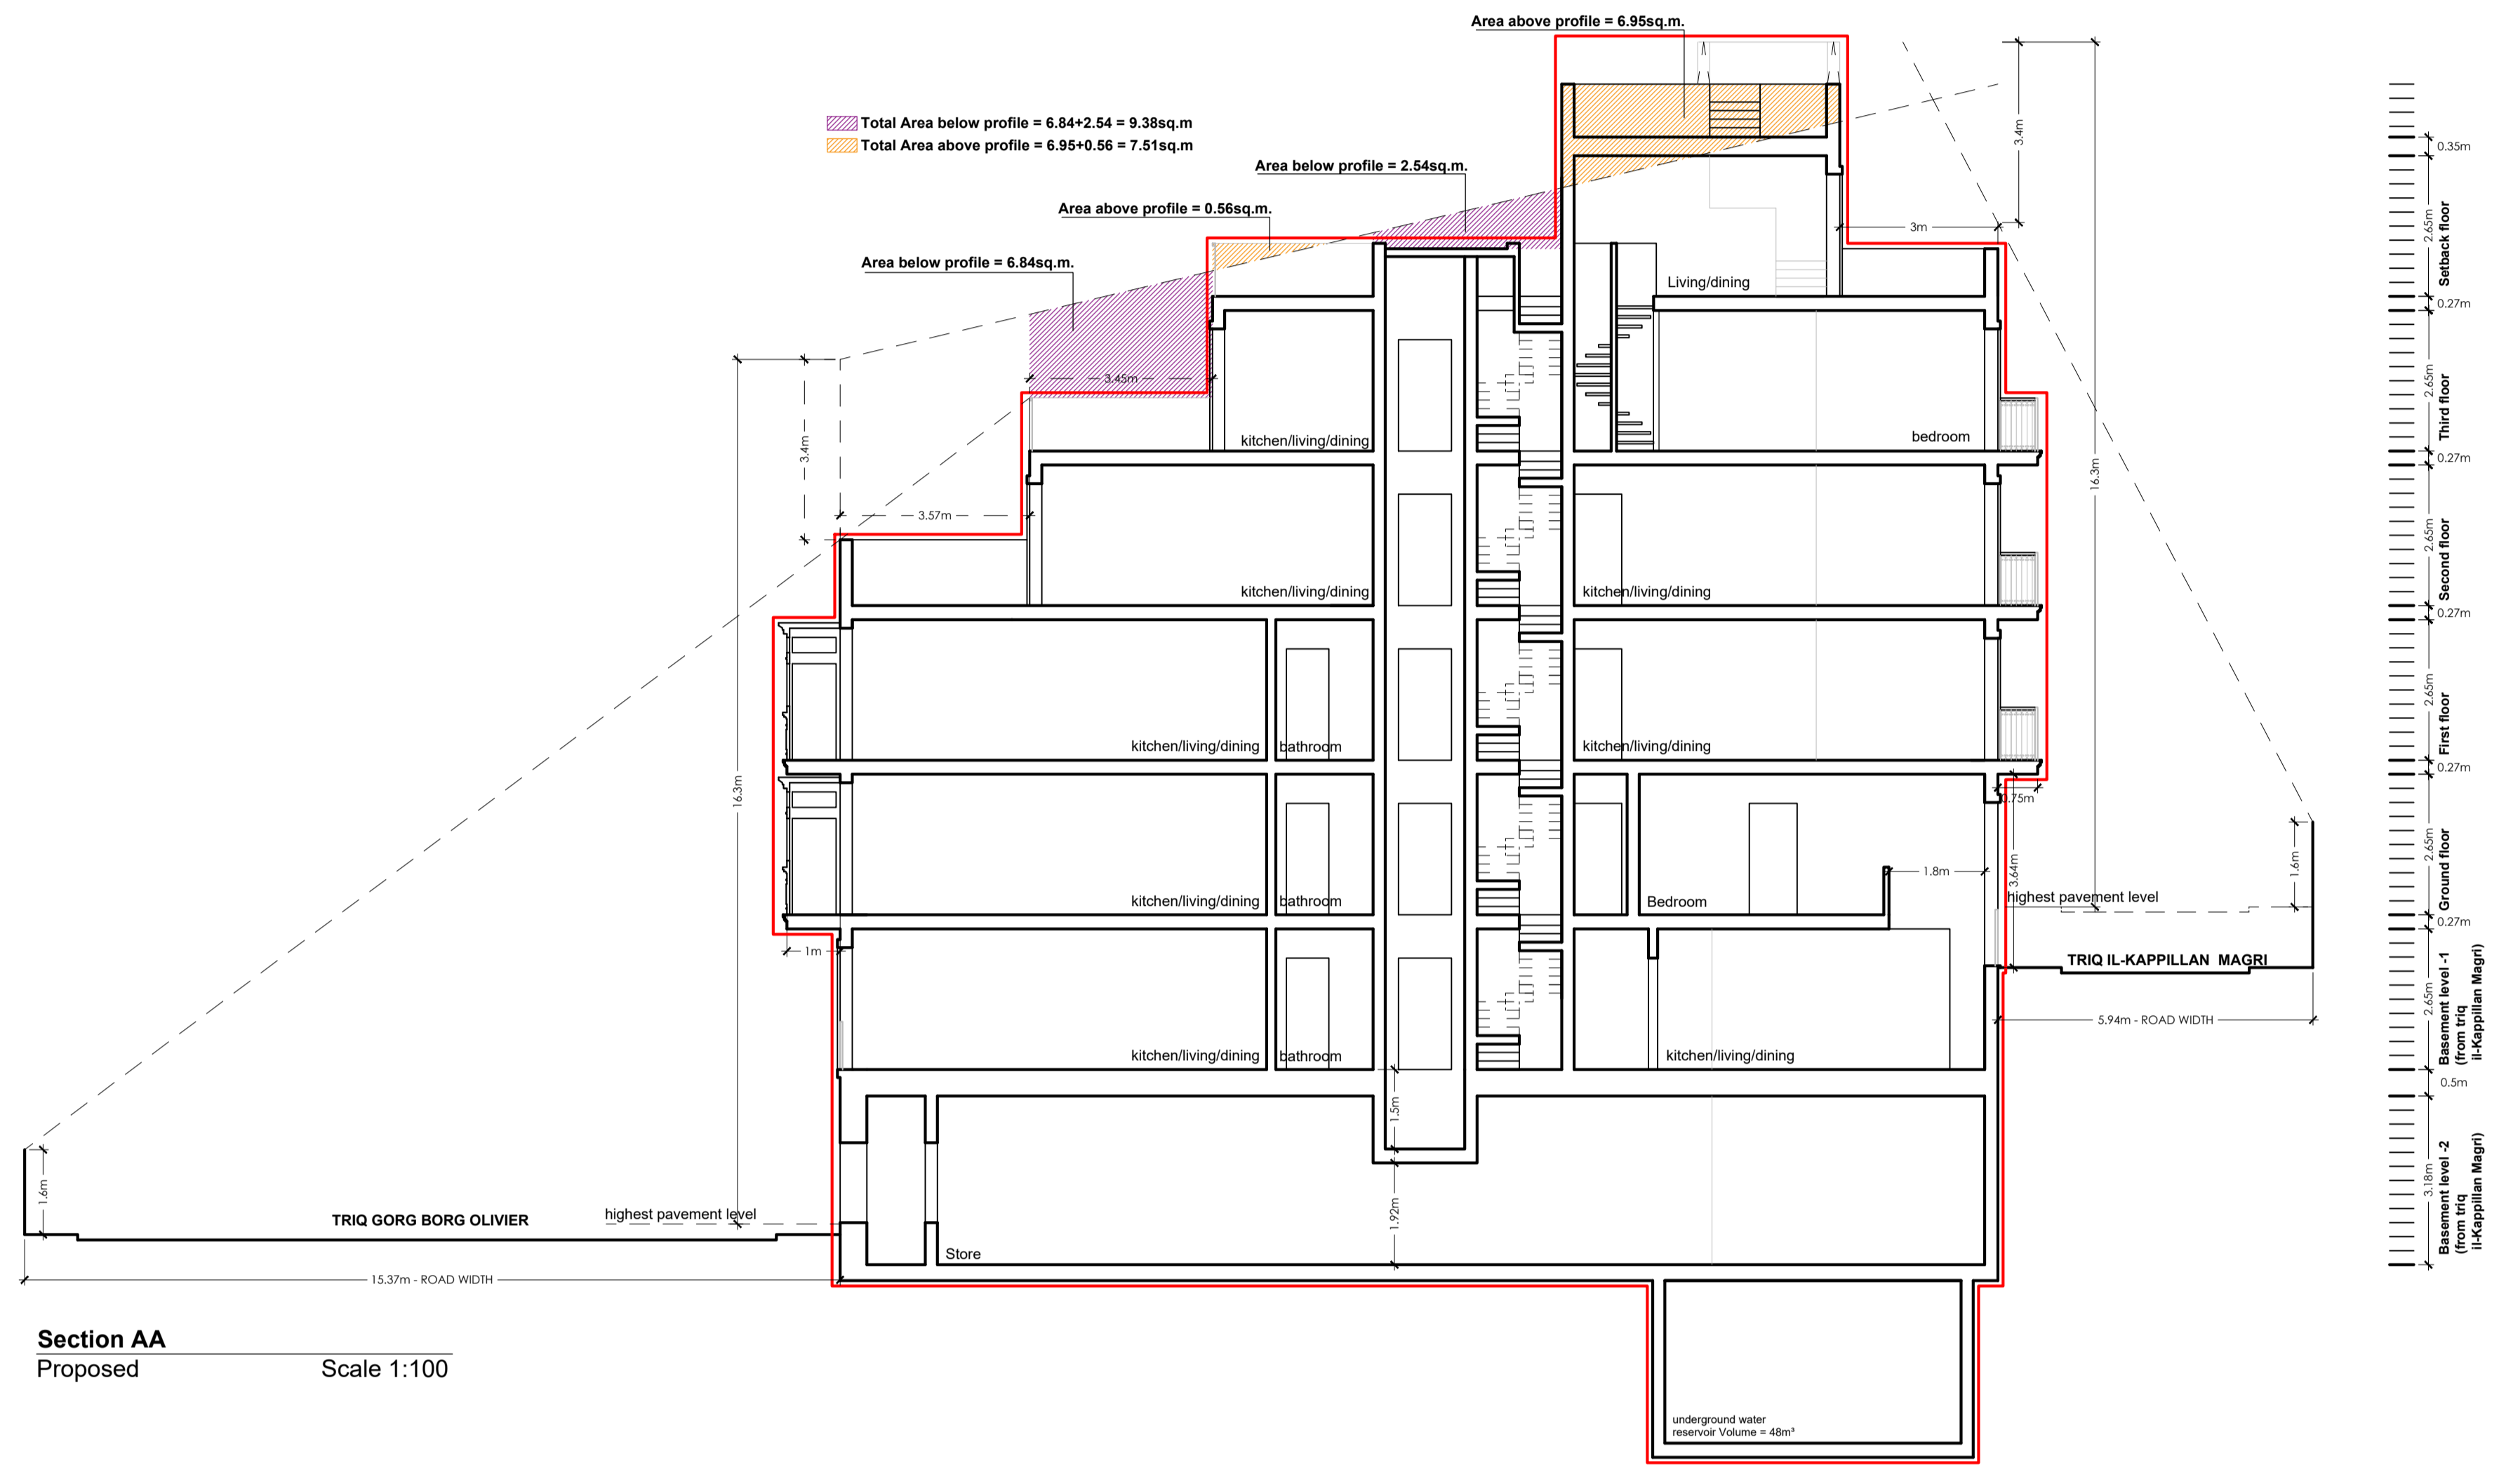 Area above profile = 6.95sq.m.
Total Area below profile = 6.84+2.54 = 9.38sq.m
Total Area above profile = 6.95+0.56 = 7.51sq.m
Area below profile = 2.54sq.m.
Area above profile = 0.56sq.m.
Area below profile = 6.84sq.m.
3.4m
3m
16.3m
Living/dining
3.45m
3.4m
3.57m
16.3m
kitchen/living/dining
bedroom
kitchen/living/dining
kitchen/living/dining
kitchen/living/dining
bathroom
kitchen/living/dining
0.75m
kitchen/living/dining
bathroom
Bedroom
1.8m
3.64m
1.6m
highest pavement level
1m
TRIQ IL-KAPPILLAN MAGRI
5.94m - ROAD WIDTH
kitchen/living/dining
bathroom
kitchen/living/dining
1.5m
1.92m
1.6m
TRIQ GORG BORG OLIVIER
highest pavement level
Store
15.37m - ROAD WIDTH
underground water
reservoir Volume = 48m³
0.35m
2.65m
Setback floor
0.27m
2.65m
Third floor
0.27m
2.65m
Second floor
0.27m
2.65m
First floor
0.27m
2.65m
Ground floor
0.27m
2.65m
Basement level -1
(from triq
il-Kappillan Magri)
0.5m
3.18m
Basement level -2
(from triq
il-Kappillan Magri)
Section AA
Proposed Scale 1:100